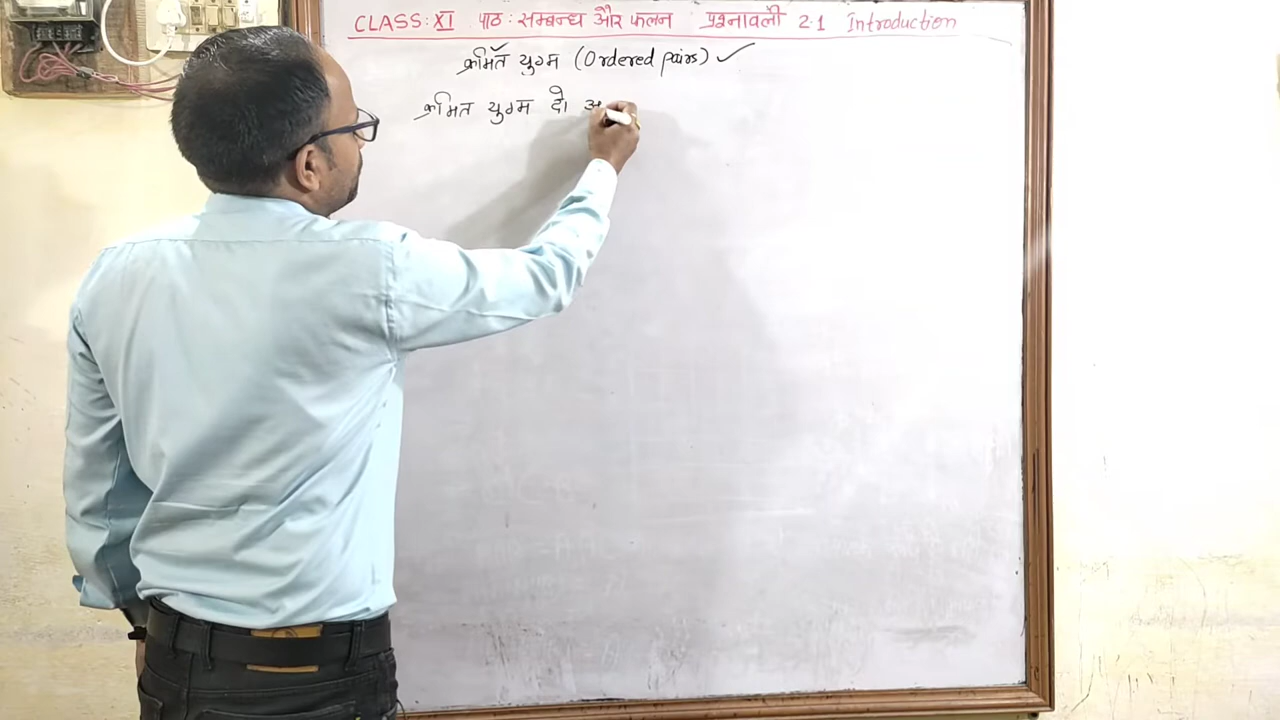 CLASS: XI पाठ: सम्बन्ध और फलन प्रश्नावली 2.1 Introduction
क्रमित युग्म (Ordered pairs) ✓
क्रमित युग्म दो अ